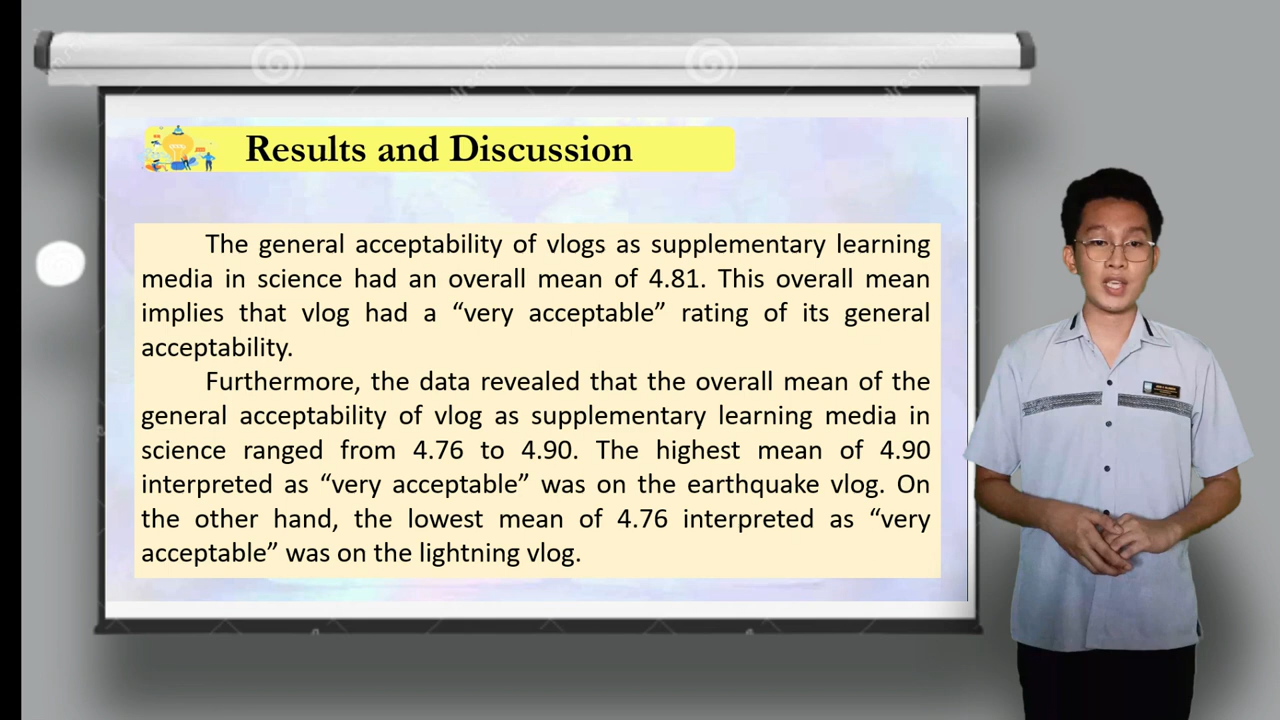 Results and Discussion
The general acceptability of vlogs as supplementary learning
media in science had an overall mean of 4.81. This overall mean
implies that vlog had a “very acceptable” rating of its general
acceptability.
Furthermore, the data revealed that the overall mean of the
general acceptability of vlog as supplementary learning media in
science ranged from 4.76 to 4.90. The highest mean of 4.90
interpreted as “very acceptable” was on the earthquake vlog. On
the other hand, the lowest mean of 4.76 interpreted as “very
acceptable” was on the lightning vlog.